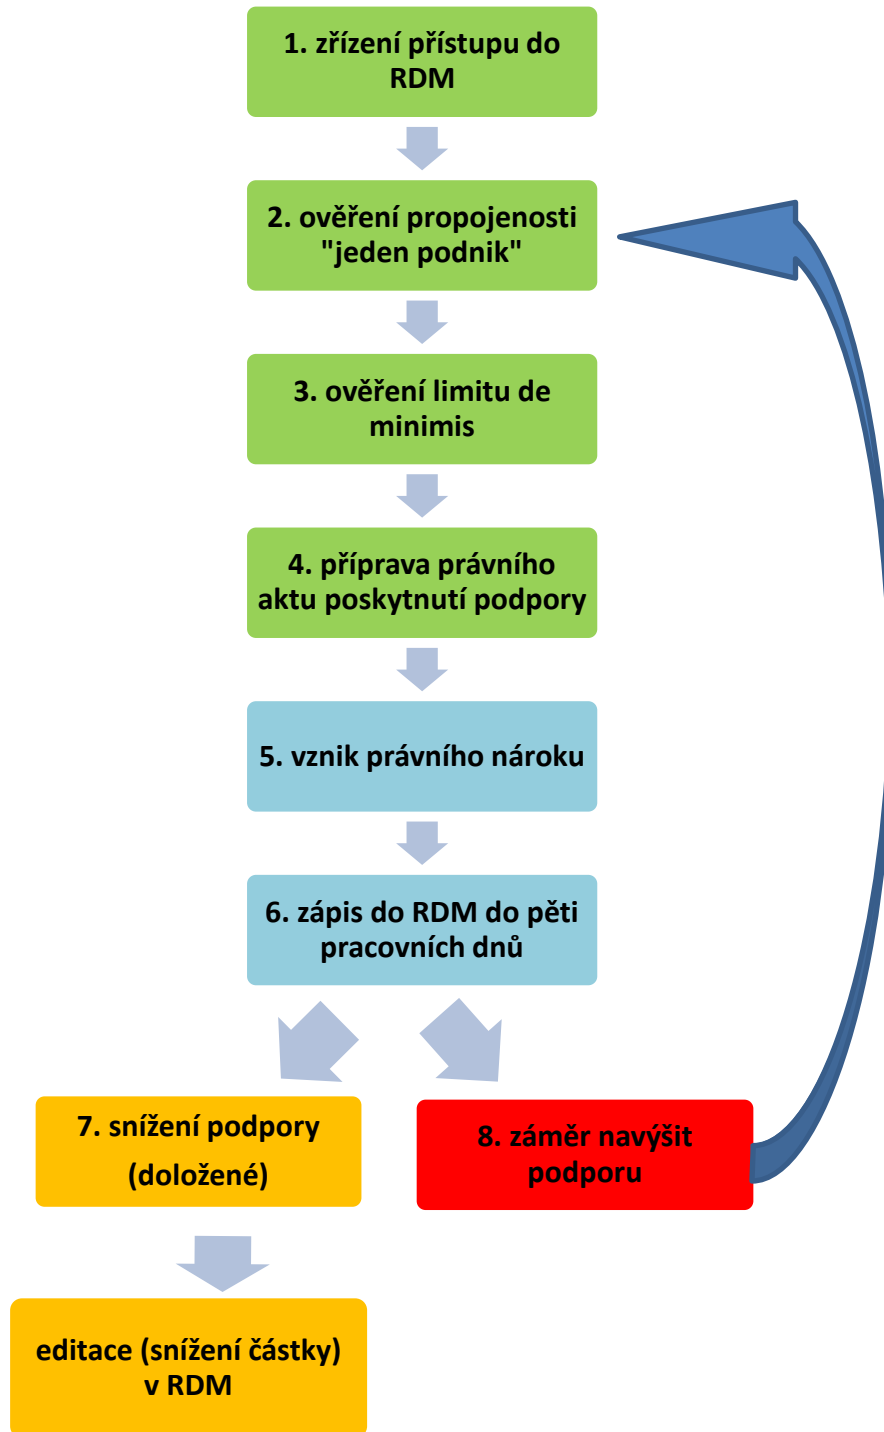 1. zřízení přístupu do
RDM
2. ověření propojenosti
"jeden podnik"
3. ověření limitu de
minimis
4. příprava právního
aktu poskytnutí podpory
5. vznik právního nároku
6. zápis do RDM do pěti
pracovních dnů
7. snížení podpory
(doložené)
8. záměr navýšit
podporu
editace (snížení částky)
v RDM